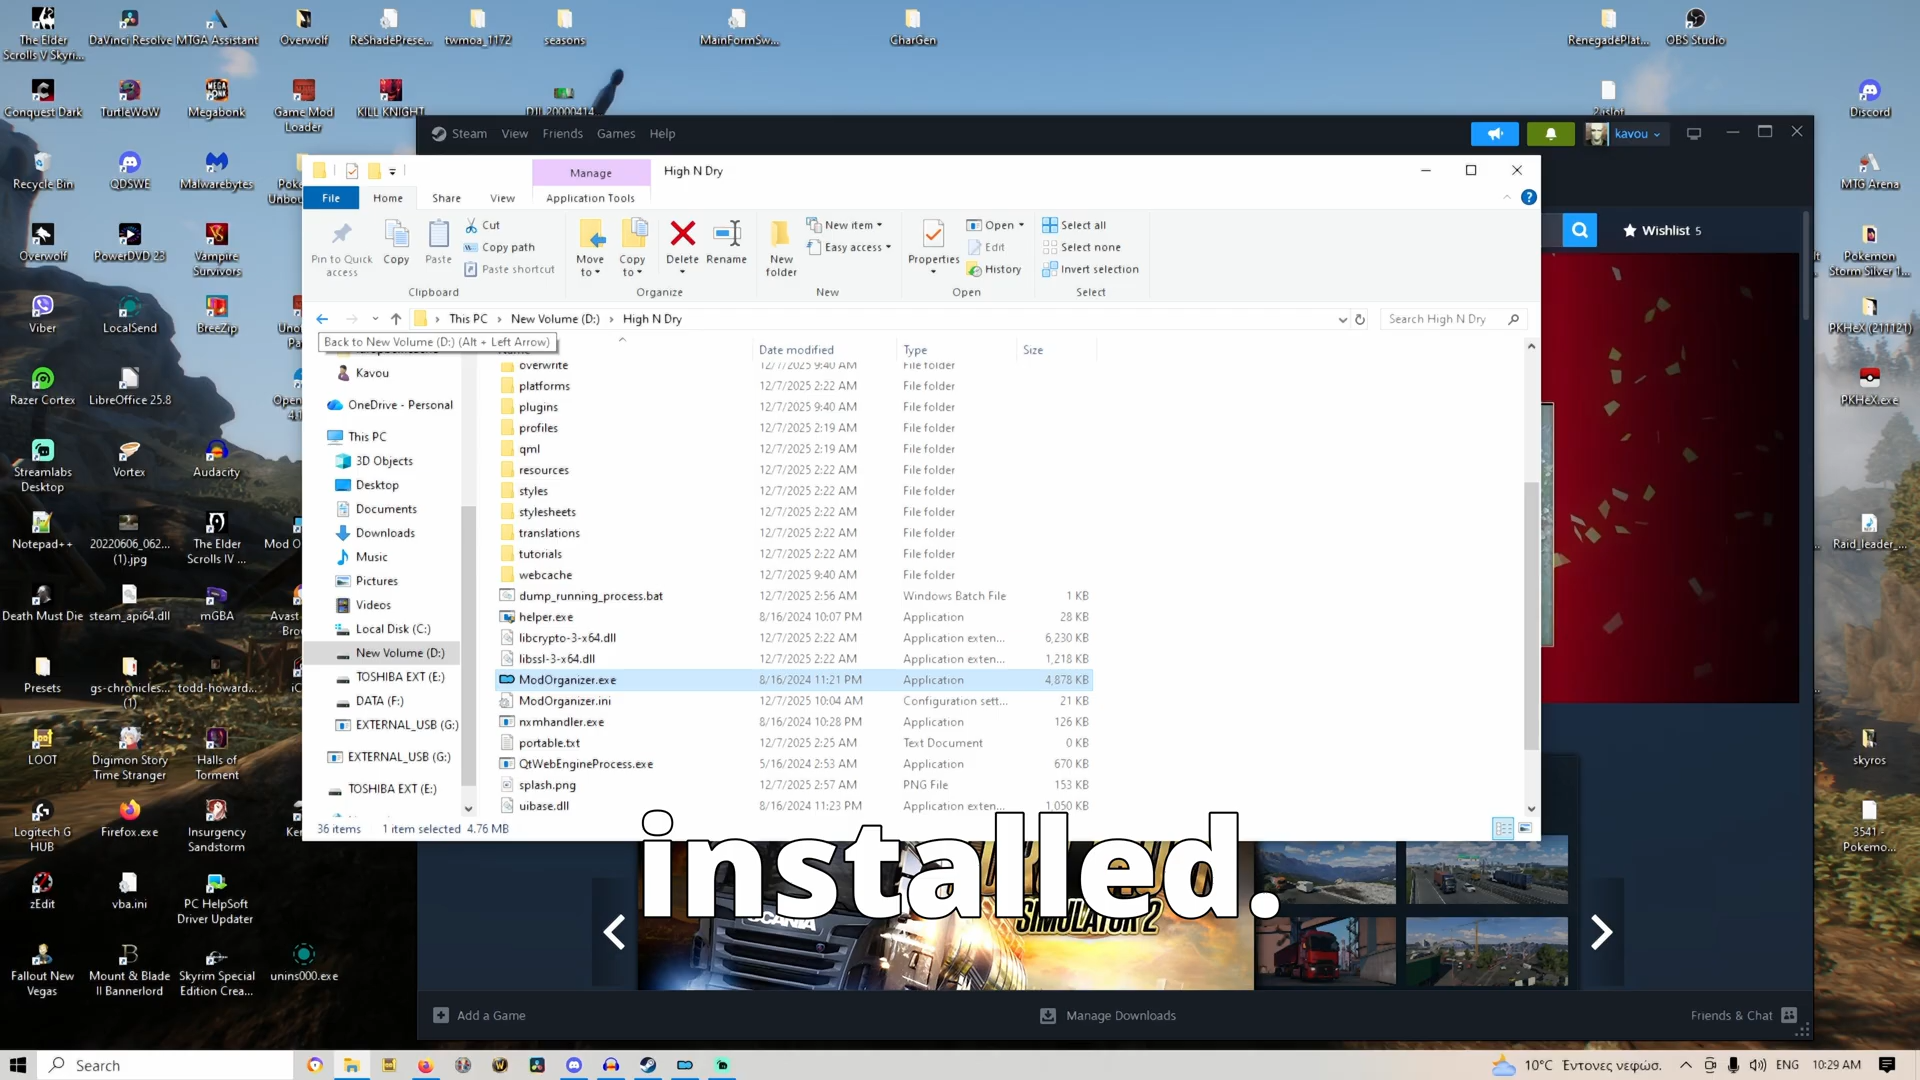 The Elder
Scrolls V Skyri...
DaVinci Resolve
MTGA Assistant
Overwolf
ReShadePrese...
twmoa_1172
seasons
MainFormSw...
CharGen
RenegadePlat...
OBS Studio
Conquest Dark
TurtleWoW
Megabonk
Game Mod
Loader
KILL KNIGHT
Discord
Recycle Bin
QDSWE
Malwarebytes
MTG Arena
Overwolf
PowerDVD 23
Vampire
Survivors
Pokemon
Storm Silver 1...
Viber
LocalSend
BreeZip
PKHeX (211121)
Razer Cortex
LibreOffice 25.8
PKHeX.exe
Streamlabs
Desktop
Vortex
Audacity
Notepad++
20220606_062...
(1).jpg
The Elder
Scrolls IV ...
Mod O
Raid_leader_...
Death Must Die
steam_api64.dll
mGBA
Presets
gs-chronicles...
todd-howard...
LOOT
Digimon Story
Time Stranger
Halls of
Torment
skyros
Logitech G
HUB
Firefox.exe
Insurgency
Sandstorm
3541 -
Pokemo...
zEdit
vba.ini
PC HelpSoft
Driver Updater
Fallout New
Vegas
Mount & Blade
II Bannerlord
Skyrim Special
Edition Crea...
unins000.exe
Steam View Friends Games Help
kavou
Wishlist 5
Manage
High N Dry
File Home Share View Application Tools
Pin to Quick
access
Copy
Paste
Cut
Copy path
Paste shortcut
Clipboard
Move
to
Copy
to
Delete
Rename
Organize
New
folder
New item
Easy access
New
Properties
Open
Edit
History
Open
Select all
Select none
Invert selection
Select
This PC › New Volume (D:) › High N Dry
Search High N Dry
Back to New Volume (D:) (Alt + Left Arrow)
Date modified Type Size
Kavou
OneDrive - Personal
This PC
3D Objects
Desktop
Documents
Downloads
Music
Pictures
Videos
Local Disk (C:)
New Volume (D:)
TOSHIBA EXT (E:)
DATA (F:)
EXTERNAL_USB (G:)
EXTERNAL_USB (G:)
TOSHIBA EXT (E:)
overwrite 12/7/2025 9:40 AM File folder
platforms 12/7/2025 2:22 AM File folder
plugins 12/7/2025 9:40 AM File folder
profiles 12/7/2025 2:19 AM File folder
qml 12/7/2025 2:19 AM File folder
resources 12/7/2025 2:22 AM File folder
styles 12/7/2025 2:22 AM File folder
stylesheets 12/7/2025 2:22 AM File folder
translations 12/7/2025 2:22 AM File folder
tutorials 12/7/2025 2:22 AM File folder
webcache 12/7/2025 9:40 AM File folder
dump_running_process.bat 12/7/2025 2:56 AM Windows Batch File 1 KB
helper.exe 8/16/2024 10:07 PM Application 28 KB
libcrypto-3-x64.dll 12/7/2025 2:22 AM Application exten... 6,230 KB
libssl-3-x64.dll 12/7/2025 2:22 AM Application exten... 1,218 KB
ModOrganizer.exe 8/16/2024 11:21 PM Application 4,878 KB
ModOrganizer.ini 12/7/2025 10:04 AM Configuration sett... 21 KB
nxmhandler.exe 8/16/2024 10:28 PM Application 126 KB
portable.txt 12/7/2025 2:25 AM Text Document 0 KB
QtWebEngineProcess.exe 5/16/2024 2:53 AM Application 670 KB
splash.png 12/7/2025 2:57 AM PNG File 153 KB
uibase.dll 8/16/2024 11:23 PM Application exten... 1,050 KB
36 items 1 item selected 4.76 MB
installed.
SCANIA
SIMULATOR 2
Add a Game
Manage Downloads
Friends & Chat
Search
10°C Έντονες νεφώσ.
ENG
10:29 AM